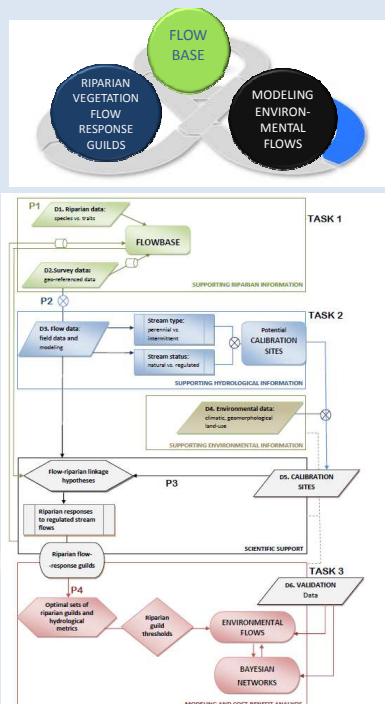 FLOW
BASE
RIPARIAN
VEGETATION
FLOW
RESPONSE
GUILDS
MODELING
ENVIRON-
MENTAL
FLOWS
P1
D1. Riparian data:
species vs. traits
TASK 1
FLOWBASE
D2.Survey data:
geo-referenced data
SUPPORTING RIPARIAN INFORMATION
P2
TASK 2
D3. Flow data:
field data and
modeling
Stream type:
perennial vs.
intermittent
Stream status:
natural vs. regulated
Potential
CALIBRATION
SITES
SUPPORTING HYDROLOGICAL INFORMATION
D4. Environmental data:
climatic, geomorphological
land-use
SUPPORTING ENVIRONMENTAL INFORMATION
Flow-riparian linkage
hypotheses
P3
D5. CALIBRATION
SITES
Riparian responses
to regulated stream
flows
SCIENTIFIC SUPPORT
Riparian flow-
-response guilds
TASK 3
P4
D6. VALIDATION
Data
Optimal sets of
riparian guilds and
hydrological
metrics
Riparian
guild
thresholds
ENVIRONMENTAL
FLOWS
BAYESIAN
NETWORKS
MODELING AND COST-BENEFIT ANALYSIS